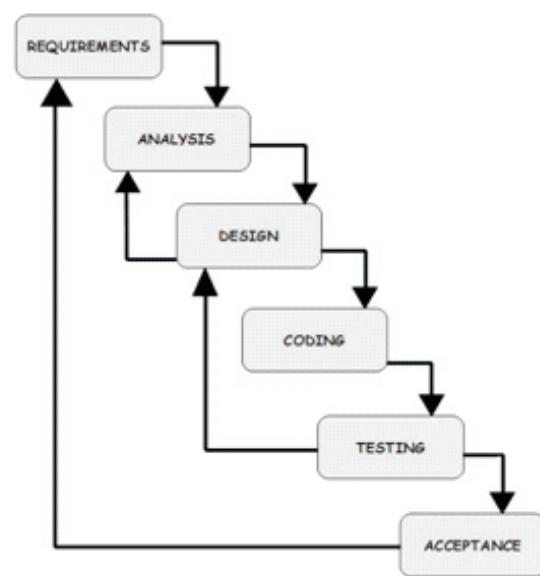 REQUIREMENTS
ANALYSIS
DESIGN
CODING
TESTING
ACCEPTANCE